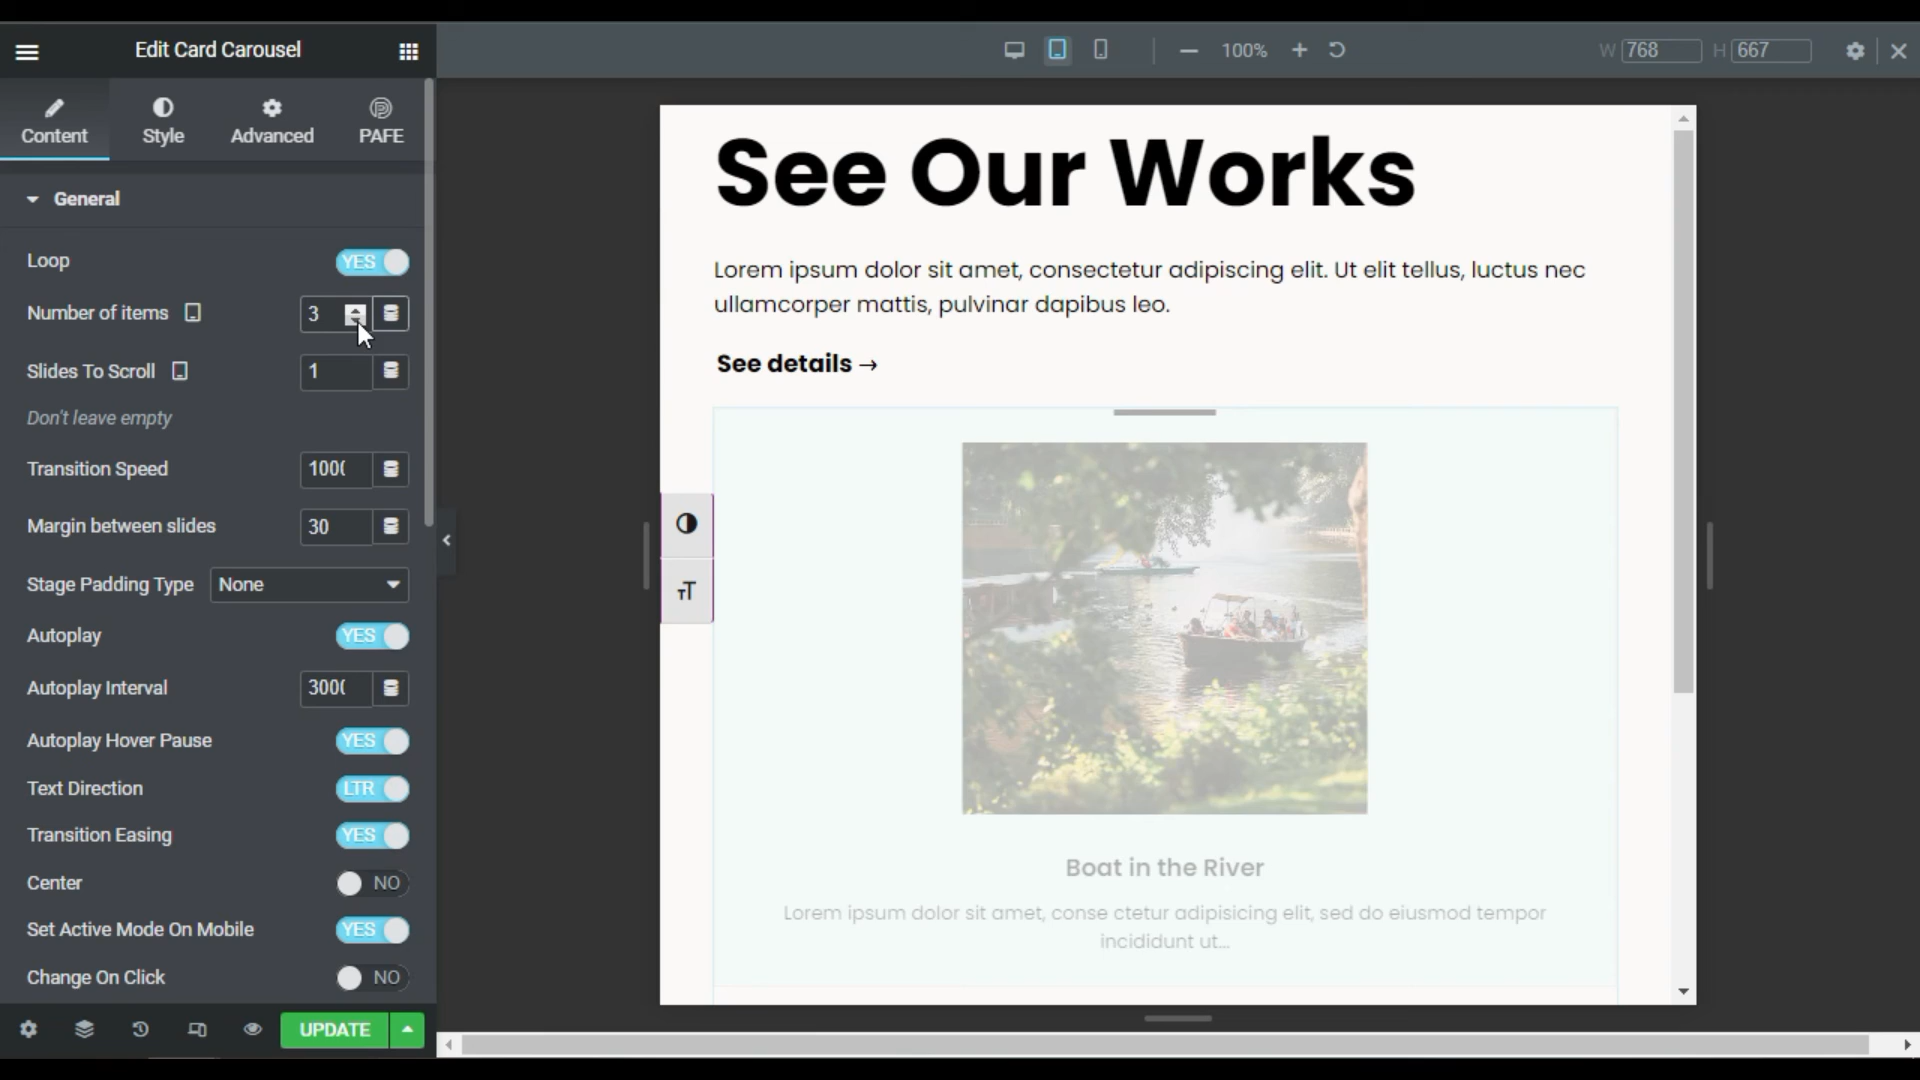 Edit Card Carousel
100%
W 768 H 667
Content Style Advanced PAFE
General
Loop YES
Number of items 3
Slides To Scroll 1
Don't leave empty
Transition Speed 100(
Margin between slides 30
Stage Padding Type None
Autoplay YES
Autoplay Interval 300(
Autoplay Hover Pause YES
Text Direction LTR
Transition Easing YES
Center NO
Set Active Mode On Mobile YES
Change On Click NO
UPDATE
See Our Works
Lorem ipsum dolor sit amet, consectetur adipiscing elit. Ut elit tellus, luctus nec
ullamcorper mattis, pulvinar dapibus leo.
See details →
тT
Boat in the River
Lorem ipsum dolor sit amet, conse ctetur adipisicing elit, sed do eiusmod tempor
incididunt ut...